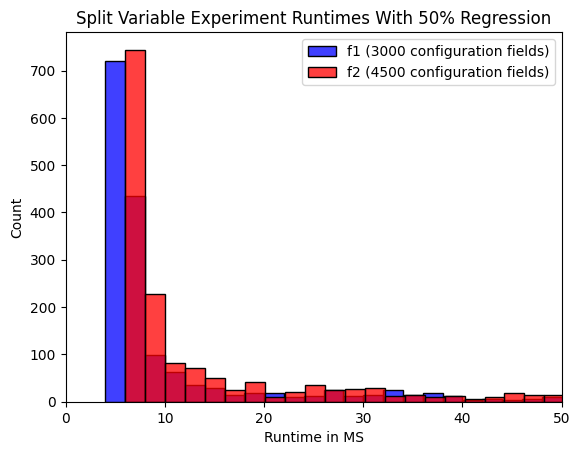 Split Variable Experiment Runtimes With 50% Regression
f1 (3000 configuration fields)
f2 (4500 configuration fields)
Count
700
600
500
400
300
200
100
0
0 10 20 30 40 50
Runtime in MS